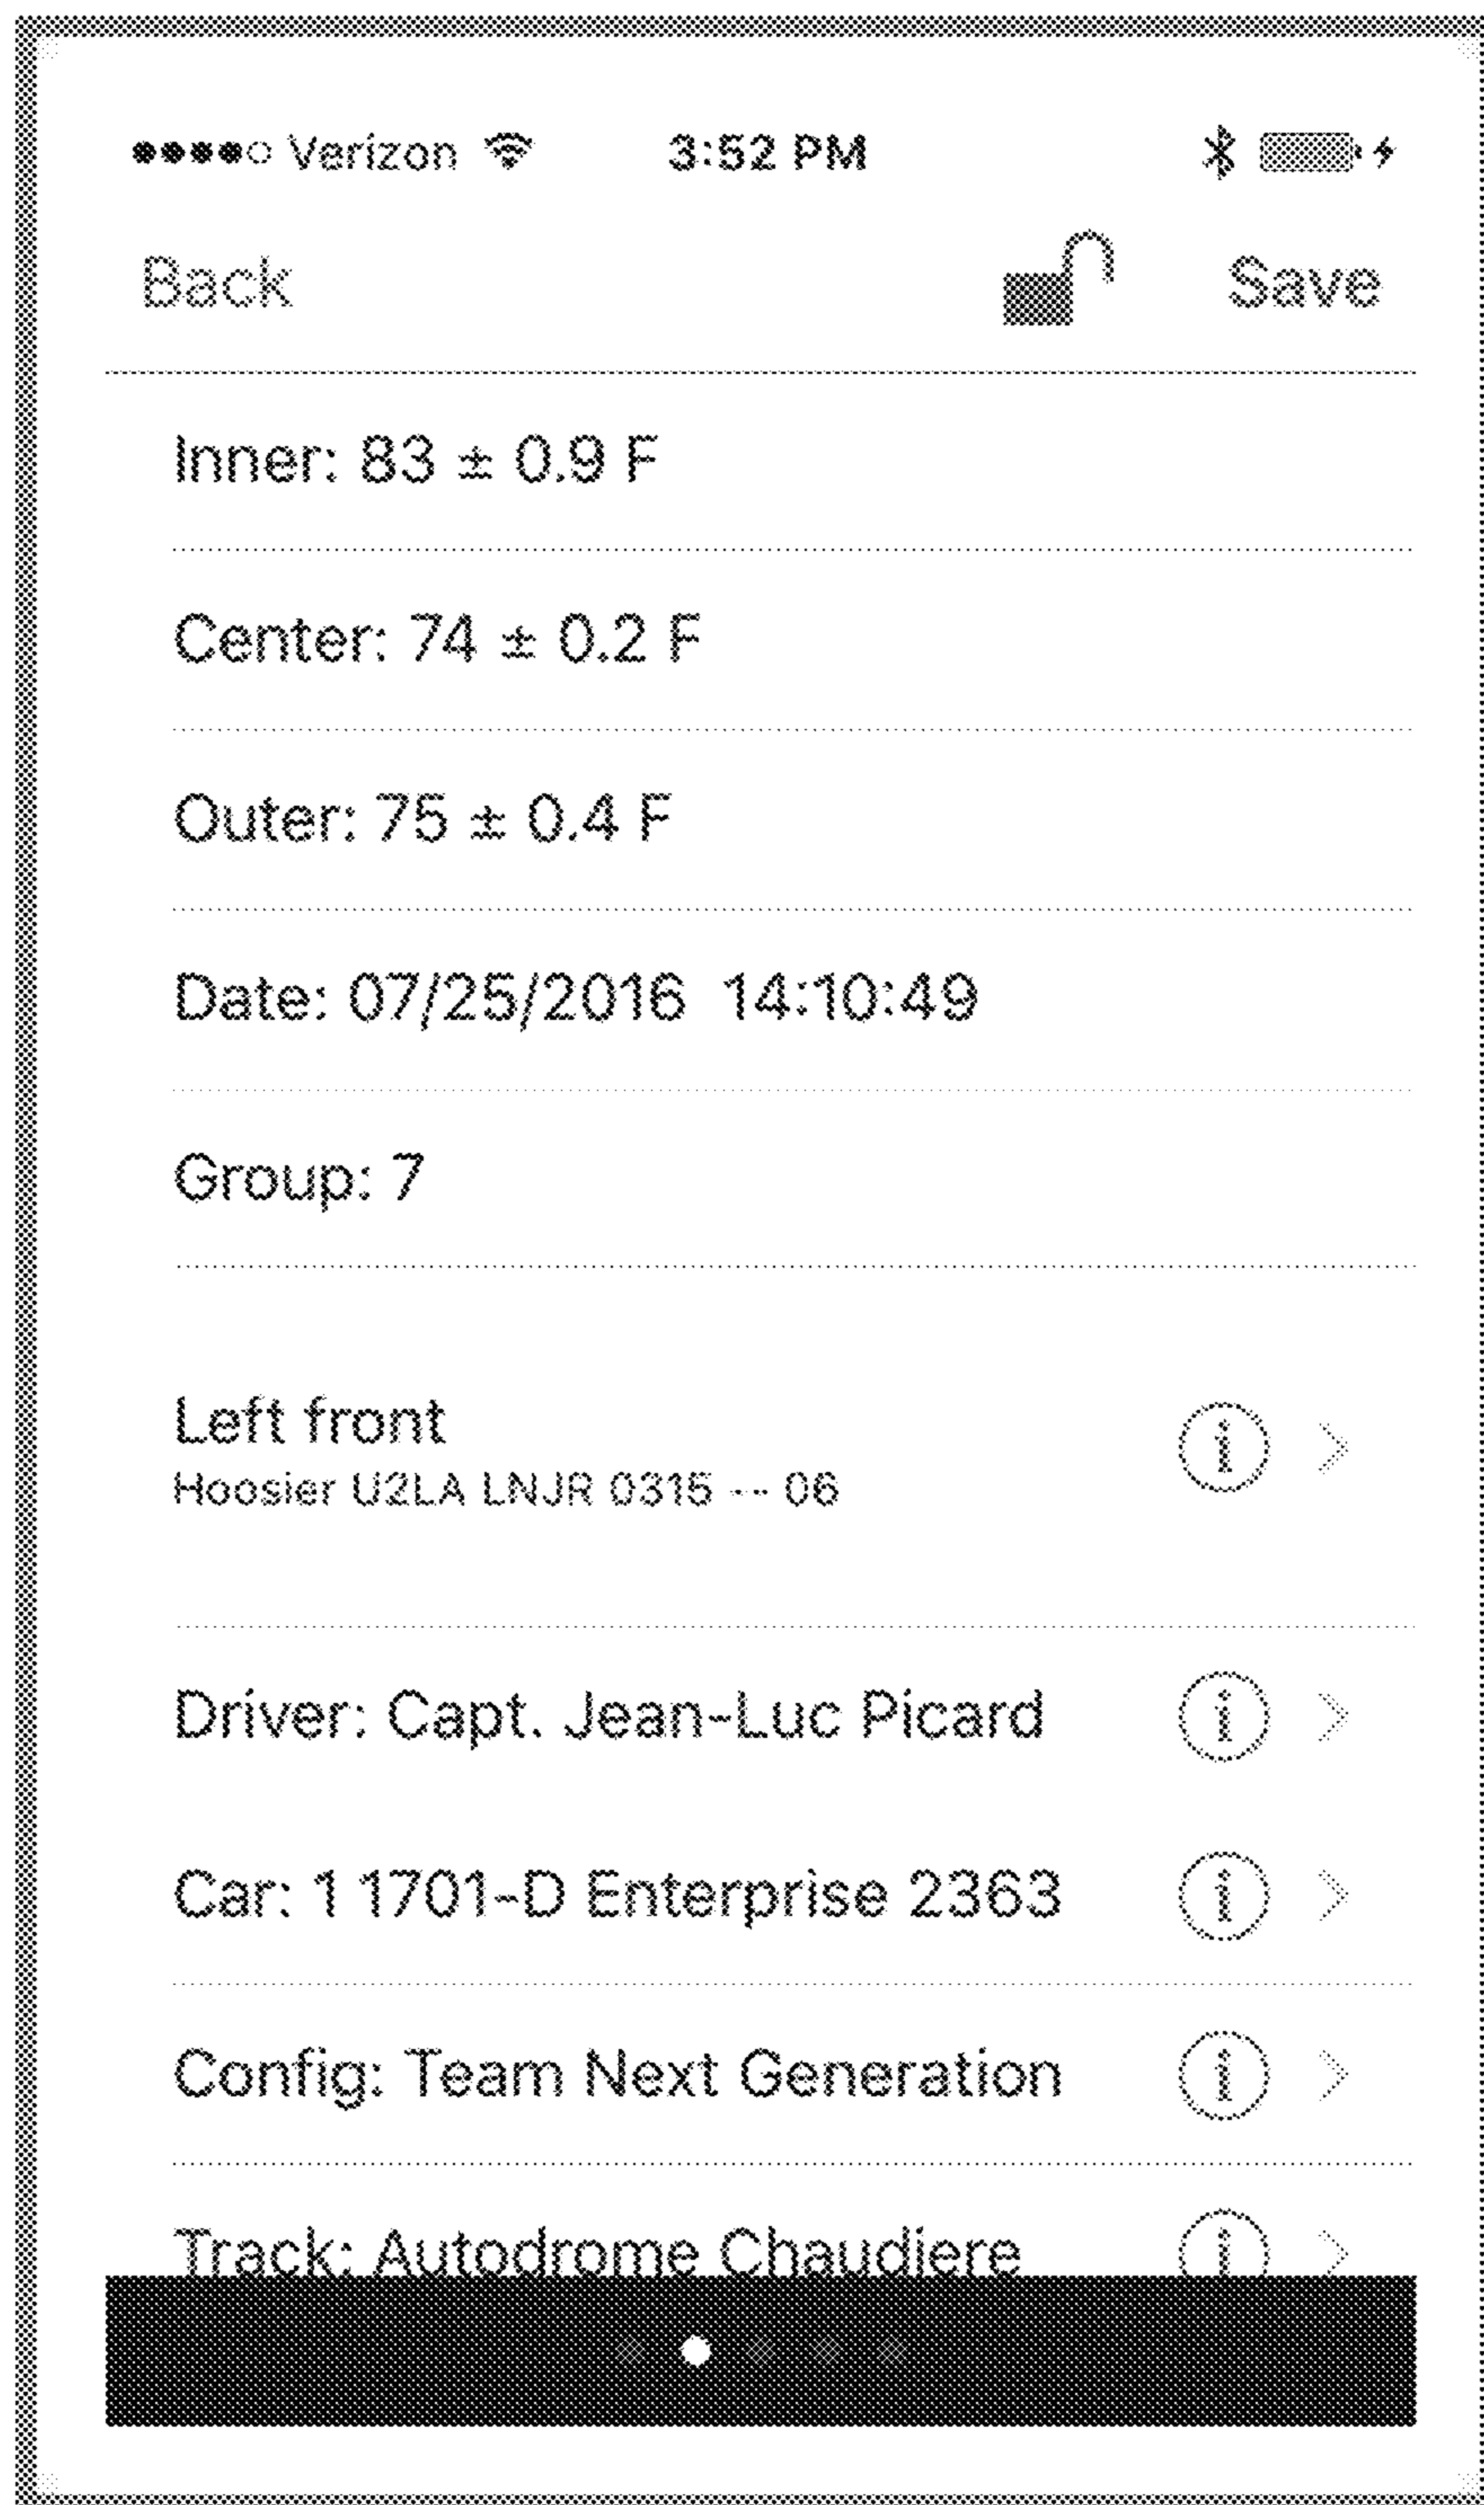 Verizon 3:52 PM
Back Save
Inner: 83 ± 0.9 F
Center: 74 ± 0.2 F
Outer: 75 ± 0.4 F
Date: 07/25/2016 14:10:49
Group: 7
Left front
Hoosier U2LA LNJR 0315 -- 06
Driver: Capt. Jean-Luc Picard
Car: 1 1701-D Enterprise 2363
Config: Team Next Generation
Track: Autodrome Chaudiere